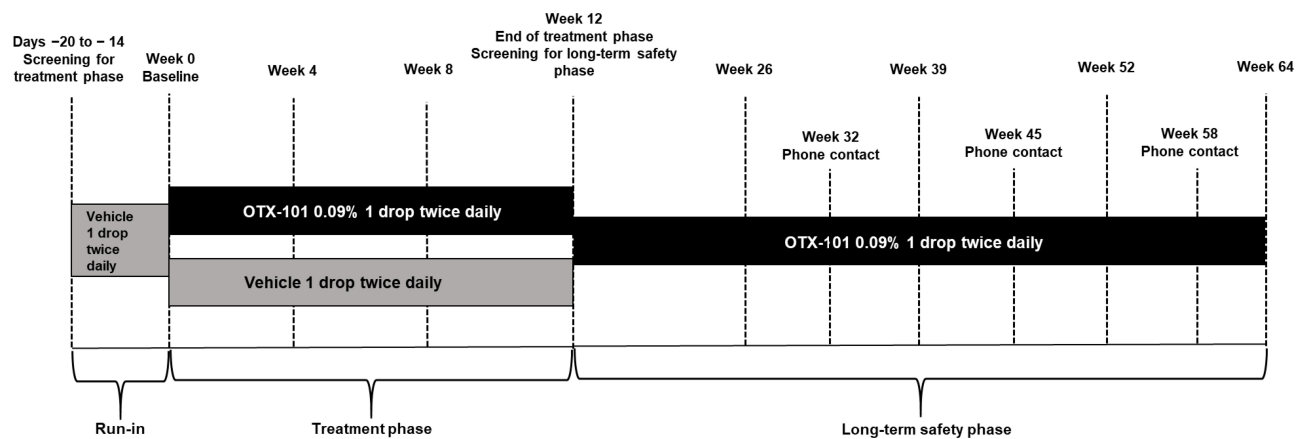 Days −20 to − 14
Screening for
treatment phase
Week 0
Baseline
Week 4
Week 8
Week 12
End of treatment phase
Screening for long-term safety
phase
Week 26
Week 39
Week 52
Week 64
Week 32
Phone contact
Week 45
Phone contact
Week 58
Phone contact
Vehicle
1 drop
twice
daily
OTX-101 0.09% 1 drop twice daily
Vehicle 1 drop twice daily
OTX-101 0.09% 1 drop twice daily
Run-in
Treatment phase
Long-term safety phase